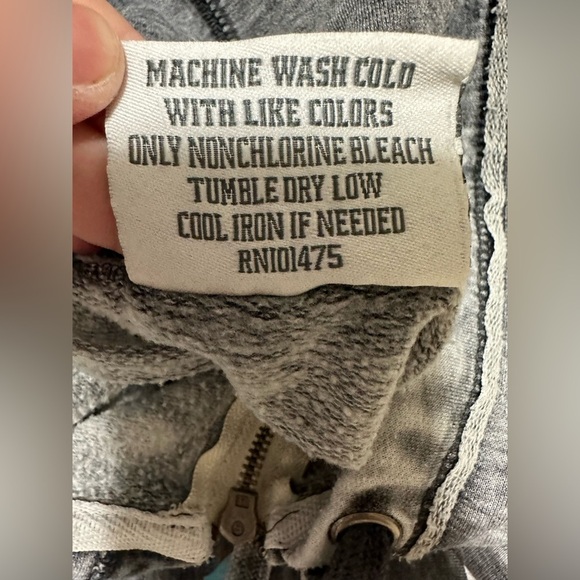 MACHINE WASH COLD
WITH LIKE COLORS
ONLY NONCHLORINE BLEACH
TUMBLE DRY LOW
COOL IRON IF NEEDED
RN101475